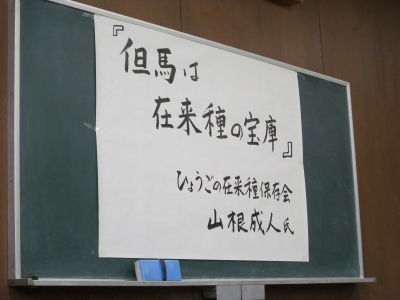 『但馬は
在来種の宝庫』
ひょうごの在来種保存会
山根成人氏